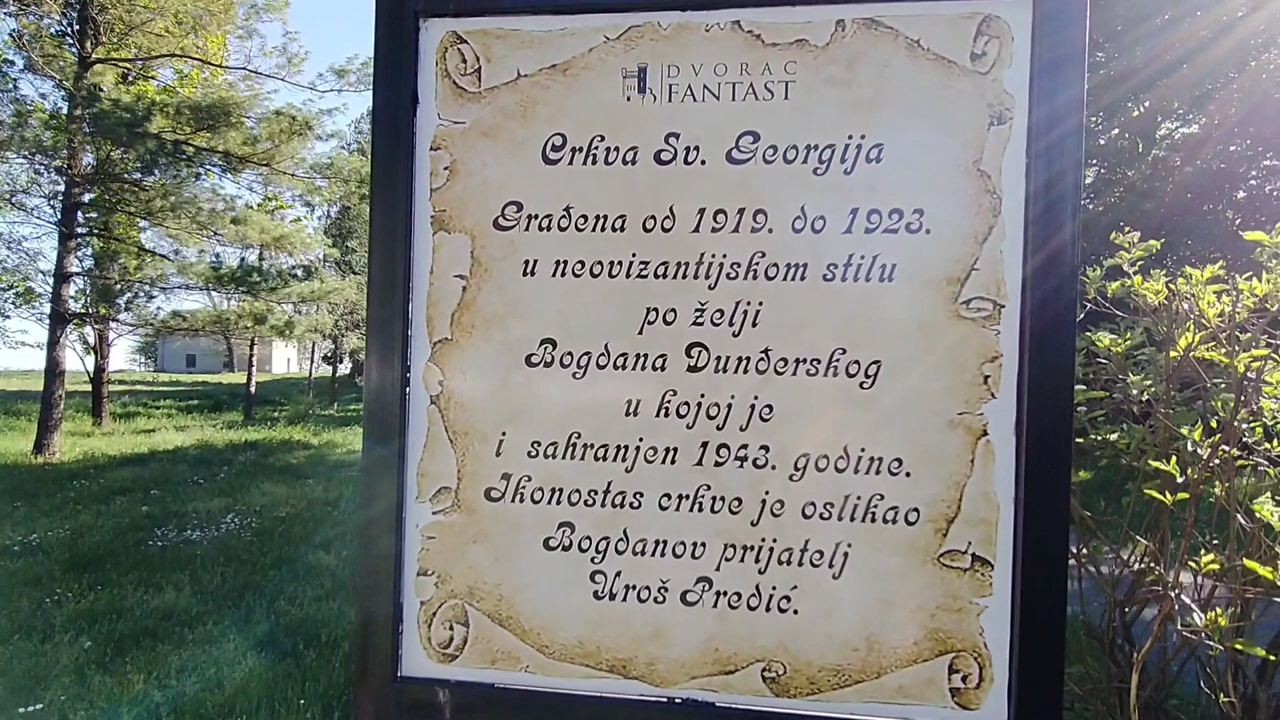 DVORAC
FANTAST
Crkva Sv. Georgija
Građena od 1919. do 1923.
u neovizantijskom stilu
po želji
Bogdana Dunđerskog
u kojoj je
i sahranjen 1943. godine.
Ikonostas crkve je oslikao
Bogdanov prijatelj
Uroš Predić.